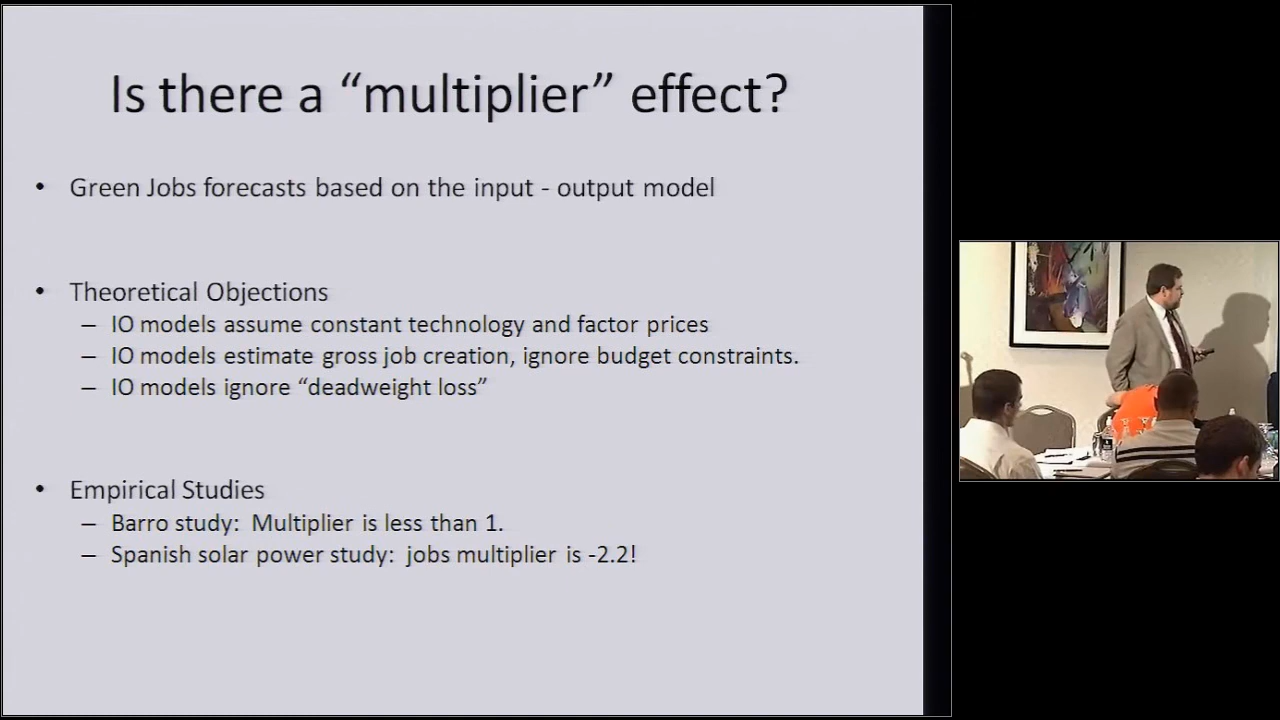 Is there a “multiplier” effect?
• Green Jobs forecasts based on the input - output model
• Theoretical Objections
– IO models assume constant technology and factor prices
– IO models estimate gross job creation, ignore budget constraints.
– IO models ignore “deadweight loss”
• Empirical Studies
– Barro study: Multiplier is less than 1.
– Spanish solar power study: jobs multiplier is -2.2!